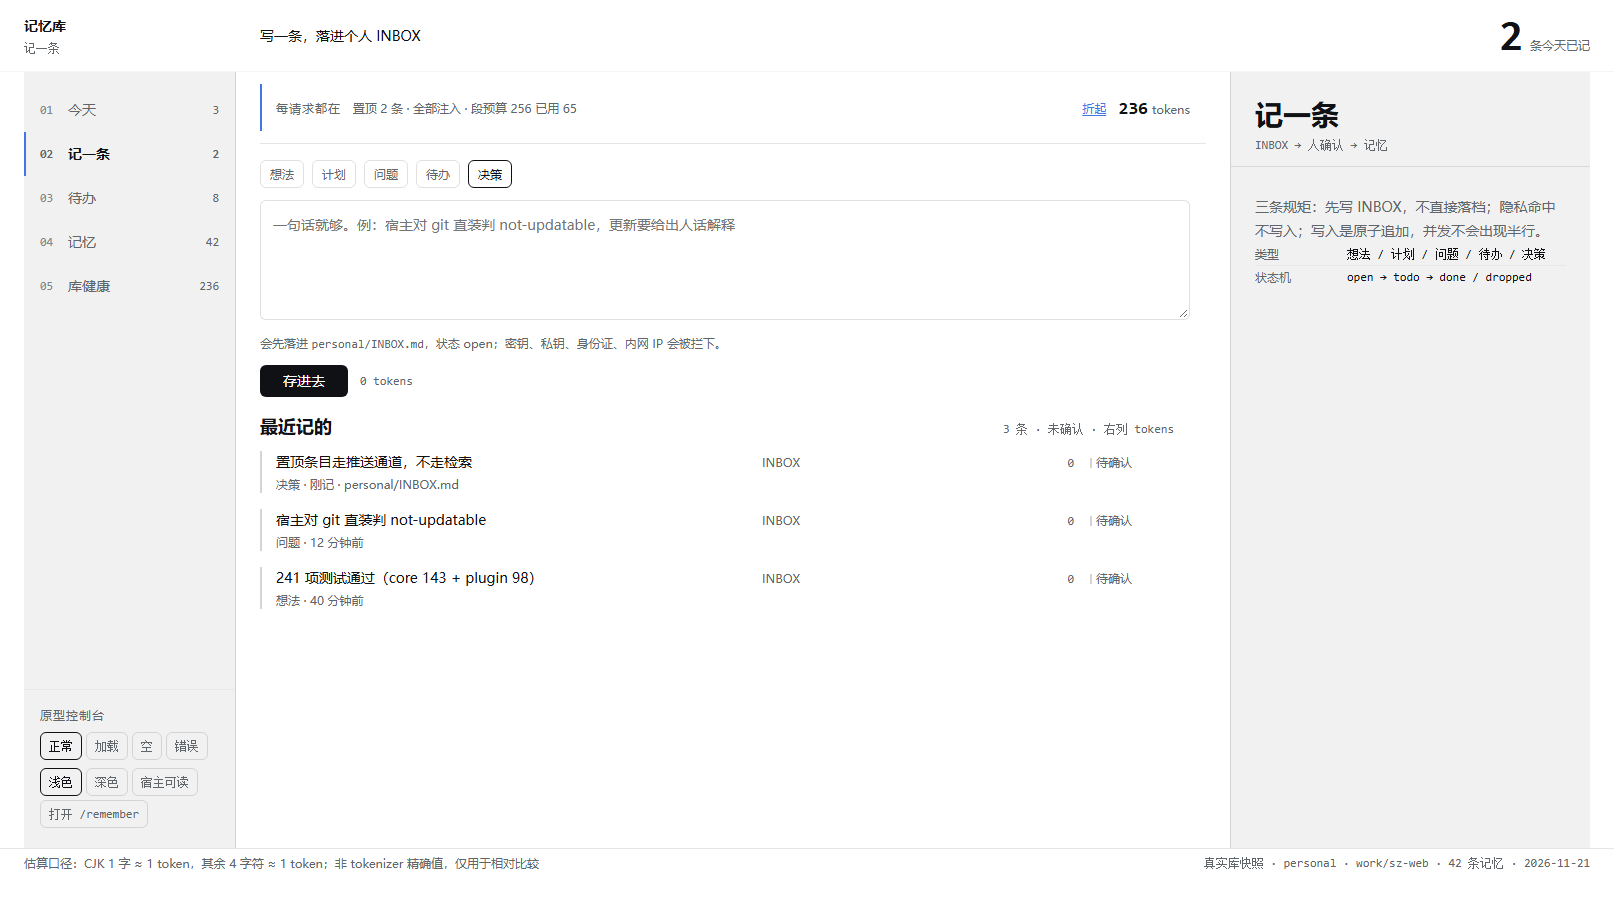 记忆库
记一条
写一条，落进个人 INBOX
2 条今天已记
01 今天 3
02 记一条 2
03 待办 8
04 记忆 42
05 库健康 236
原型控制台
正常 加载 空 错误
浅色 深色 宿主可读
打开 /remember
每请求都在 置顶 2 条 · 全部注入 · 段预算 256 已用 65 折起 236 tokens
想法 计划 问题 待办 决策
一句话就够。例：宿主对 git 直装判 not-updatable，更新要给出人话解释
会先落进 personal/INBOX.md，状态 open；密钥、私钥、身份证、内网 IP 会被拦下。
存进去 0 tokens
最近记的 3 条 · 未确认 · 右列 tokens
置顶条目走推送通道，不走检索 INBOX 0 待确认
决策 · 刚记 · personal/INBOX.md
宿主对 git 直装判 not-updatable INBOX 0 待确认
问题 · 12 分钟前
241 项测试通过（core 143 + plugin 98） INBOX 0 待确认
想法 · 40 分钟前
记一条
INBOX → 人确认 → 记忆
三条规矩：先写 INBOX，不直接落档；隐私命中
不写入；写入是原子追加，并发不会出现半行。
类型 想法 / 计划 / 问题 / 待办 / 决策
状态机 open → todo → done / dropped
估算口径：CJK 1 字 ≈ 1 token，其余 4 字符 ≈ 1 token；非 tokenizer 精确值，仅用于相对比较
真实库快照 · personal · work/sz-web · 42 条记忆 · 2026-11-21